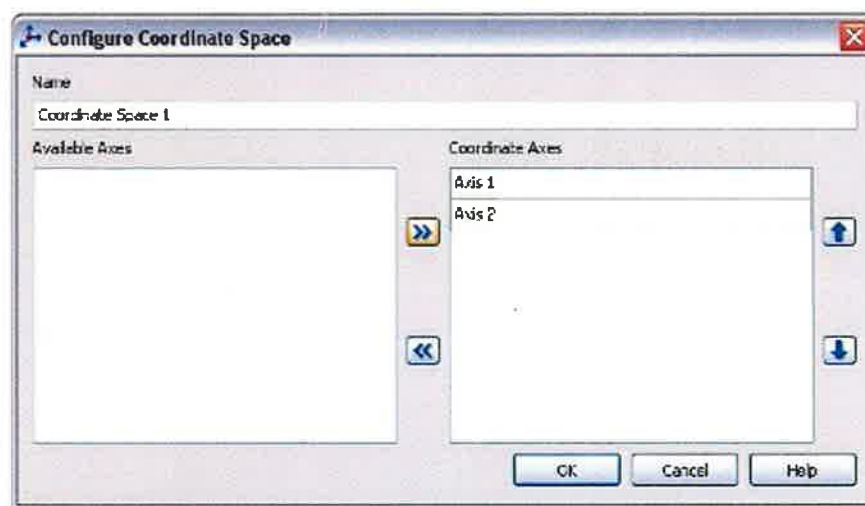 Configure Coordinate Space
Name
Coordinate Space 1
Available Axes
Coordinate Axes
Axis 1
Axis 2
OK
Cancel
Help